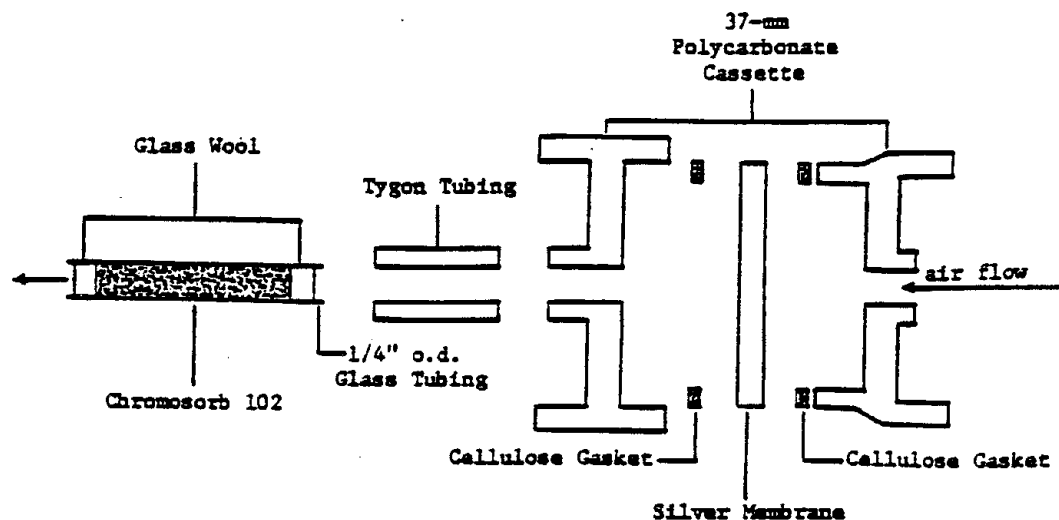 37-mm
Polycarbonate
Cassette
Glass Wool
Tygon Tubing
air flow
1/4" o.d.
Glass Tubing
Chromosorb 102
Cellulose Gasket
Cellulose Gasket
Silver Membrane